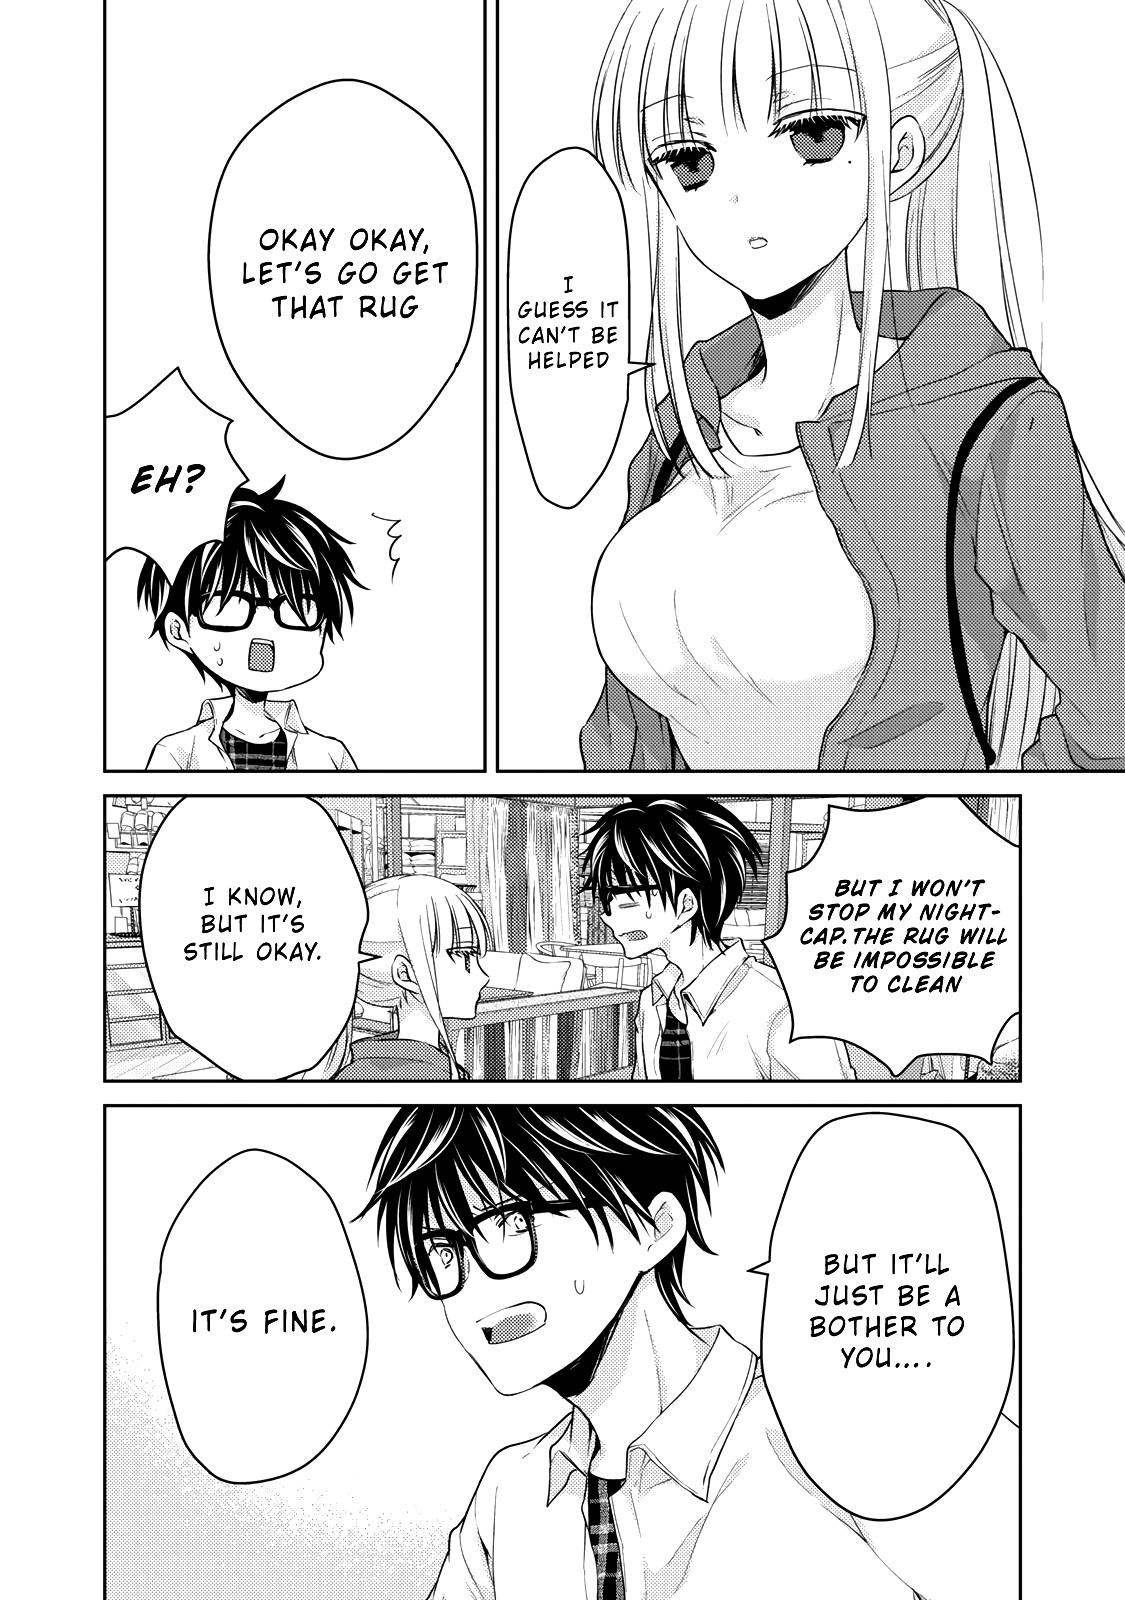 I
GUESS IT
CAN'T BE
HELPED
OKAY OKAY,
LET'S GO GET
THAT RUG
EH?
BUT I WON'T
STOP MY NIGHT-
CAP.THE RUG WILL
BE IMPOSSIBLE
TO CLEAN
I KNOW,
BUT IT'S
STILL OKAY.
BUT IT'LL
JUST BE A
BOTHER TO
YOU....
IT'S FINE.